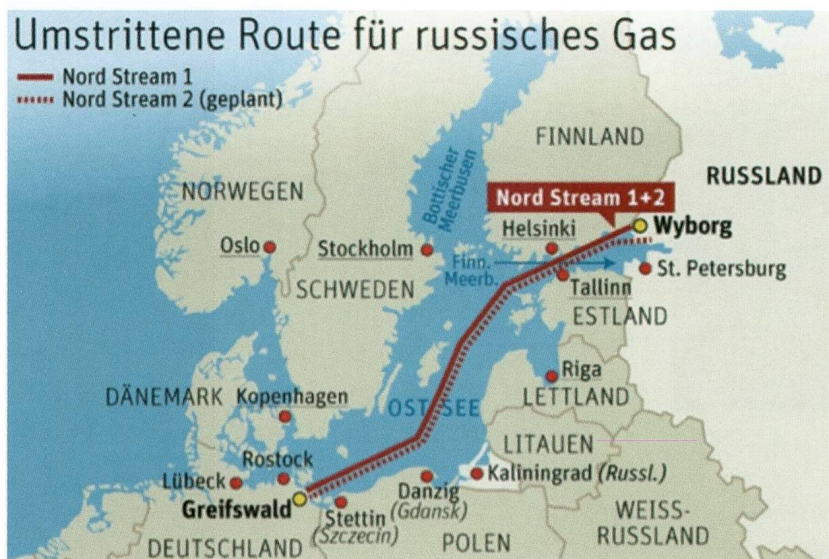 Umstrittene Route für russisches Gas
Nord Stream 1
Nord Stream 2 (geplant)
FINNLAND
NORWEGEN
Bottischer
Meerbusen
RUSSLAND
Nord Stream 1+2
Oslo
Stockholm
Helsinki
Wyborg
Finn.
Meerb.
St. Petersburg
SCHWEDEN
Tallinn
ESTLAND
Riga
DÄNEMARK
Kopenhagen
OSTSEE
LETTLAND
LITAUEN
Rostock
Lübeck
Kaliningrad (Russl.)
Greifswald
Danzig
(Gdansk)
Stettin
(Szczecin)
WEISS-
RUSSLAND
DEUTSCHLAND
POLEN